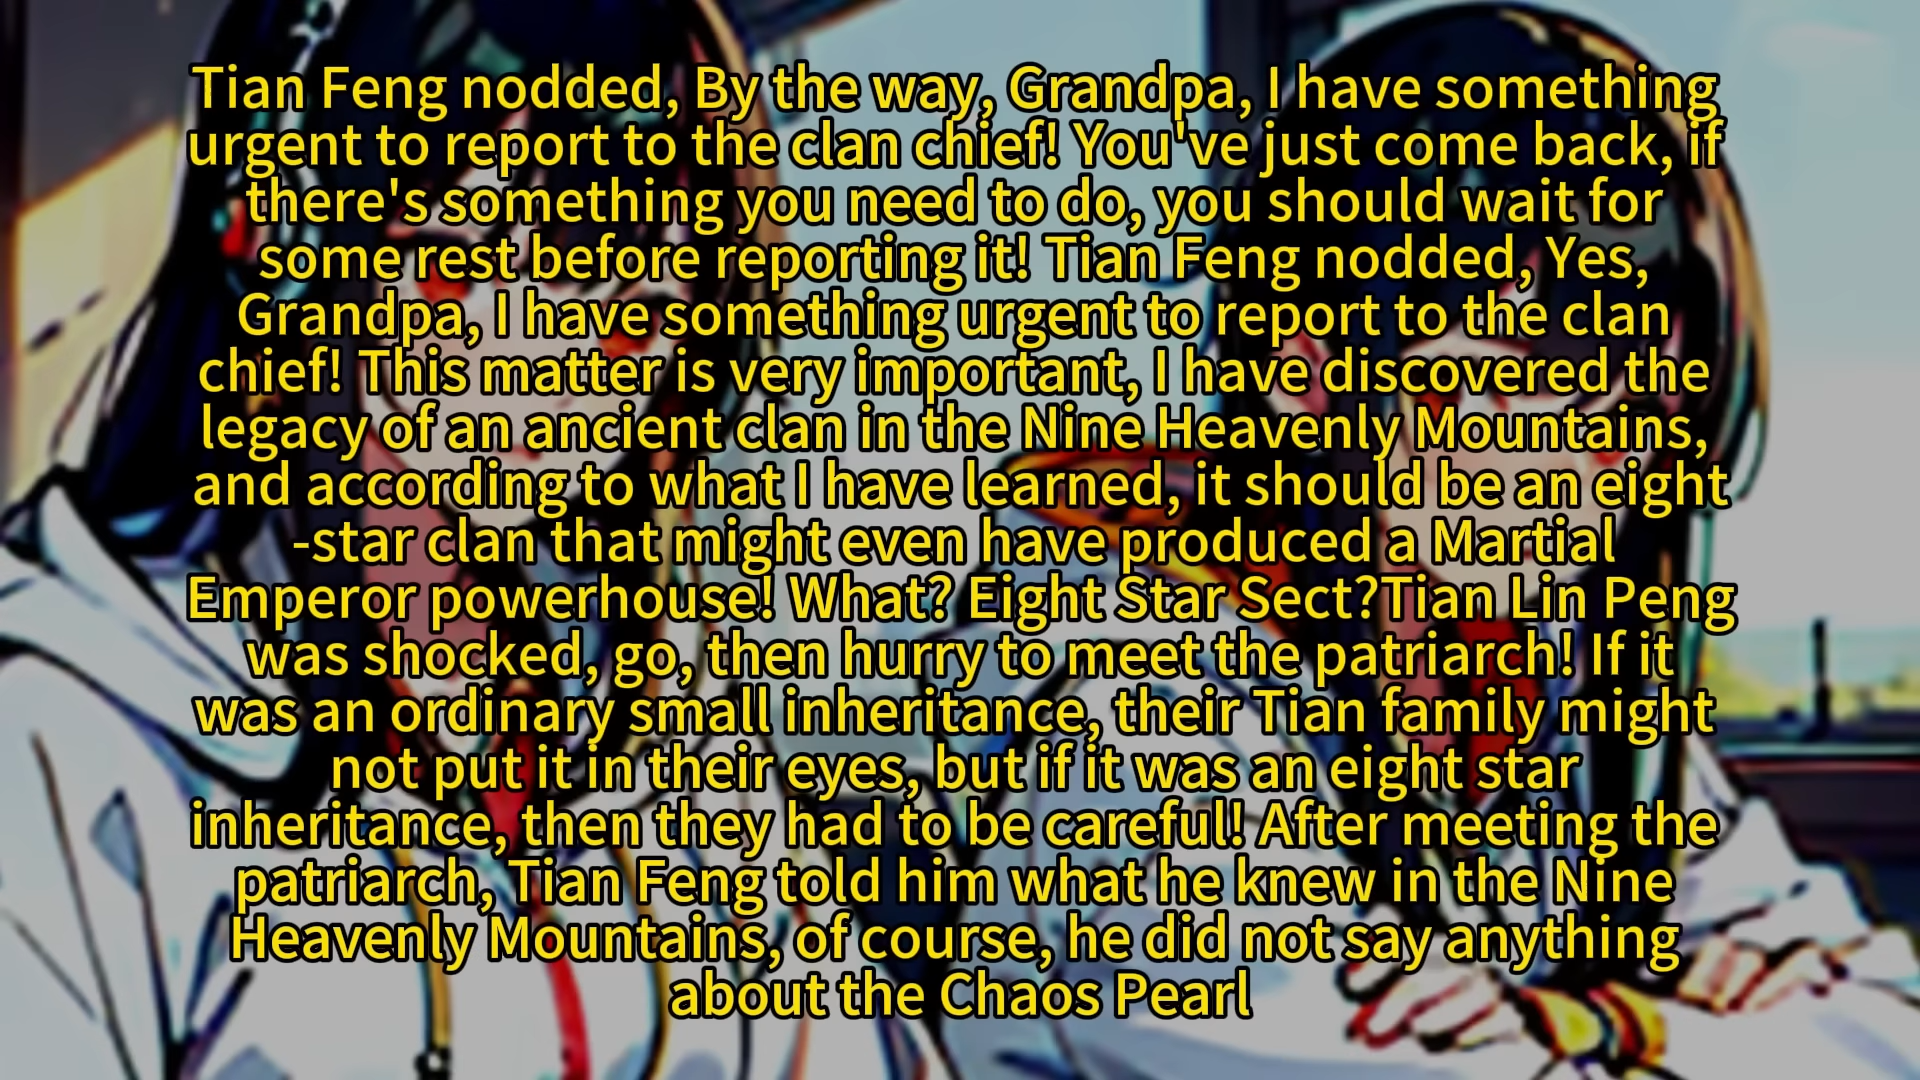 Tian Feng nodded, By the way, Grandpa, I have something
urgent to report to the clan chief! You've just come back, if
there's something you need to do, you should wait for
some rest before reporting it! Tian Feng nodded, Yes,
Grandpa, I have something urgent to report to the clan
chief! This matter is very important, I have discovered the
legacy of an ancient clan in the Nine Heavenly Mountains,
and according to what I have learned, it should be an eight
-star clan that might even have produced a Martial
Emperor powerhouse! What? Eight Star Sect?Tian Lin Peng
was shocked, go, then hurry to meet the patriarch! If it
was an ordinary small inheritance, their Tian family might
not put it in their eyes, but if it was an eight star
inheritance, then they had to be careful! After meeting the
patriarch, Tian Feng told him what he knew in the Nine
Heavenly Mountains, of course, he did not say anything
about the Chaos Pearl